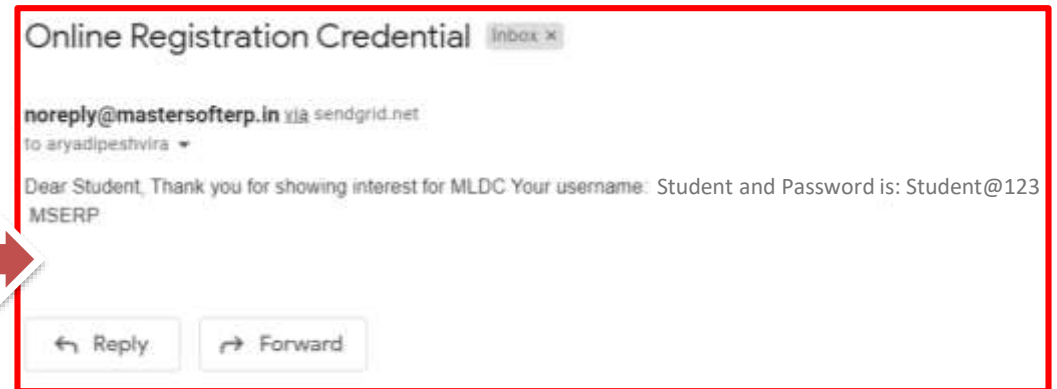 Online Registration Credential Inbox ×
noreply@mastersofterp.in via sendgrid.net
to aryadipeshvira
Dear Student, Thank you for showing interest for MLDC Your username: Student and Password is: Student@123
MSERP
Reply Forward